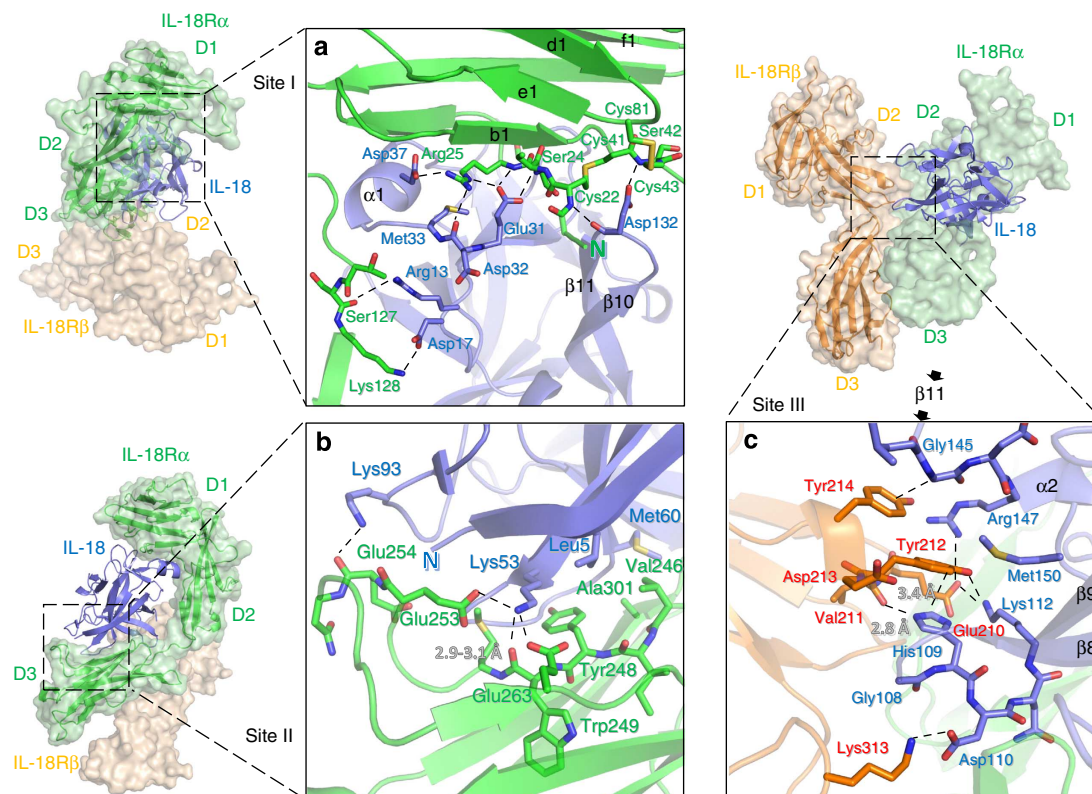 IL-18Rα
D1
Site I
D2
IL-18
D3
D2
D3
IL-18Rβ
D1
a
d1
f1
e1
Cys81
b1
Cys41
Ser42
Asp37
Arg25
Ser24
α1
Cys22
Cys43
Met33
Glu31
Asp132
N
Arg13
Asp32
β11
β10
Ser127
Asp17
Lys128
IL-18Rα
IL-18Rβ
D2
D2
D1
D1
IL-18
D3
D3
β11
Site III
IL-18Rα
D1
IL-18
D2
D3
Site II
IL-18Rβ
b
Lys93
Met60
N
Leu5
Glu254
Lys53
Val246
Ala301
Glu253
2.9-3.1 Å
Tyr248
Glu263
Trp249
c
Gly145
Tyr214
α2
Arg147
Tyr212
Asp213
Met150
3.4 Å
β9
Val211
Lys112
2.8 Å
Glu210
His109
β8
Gly108
Lys313
Asp110